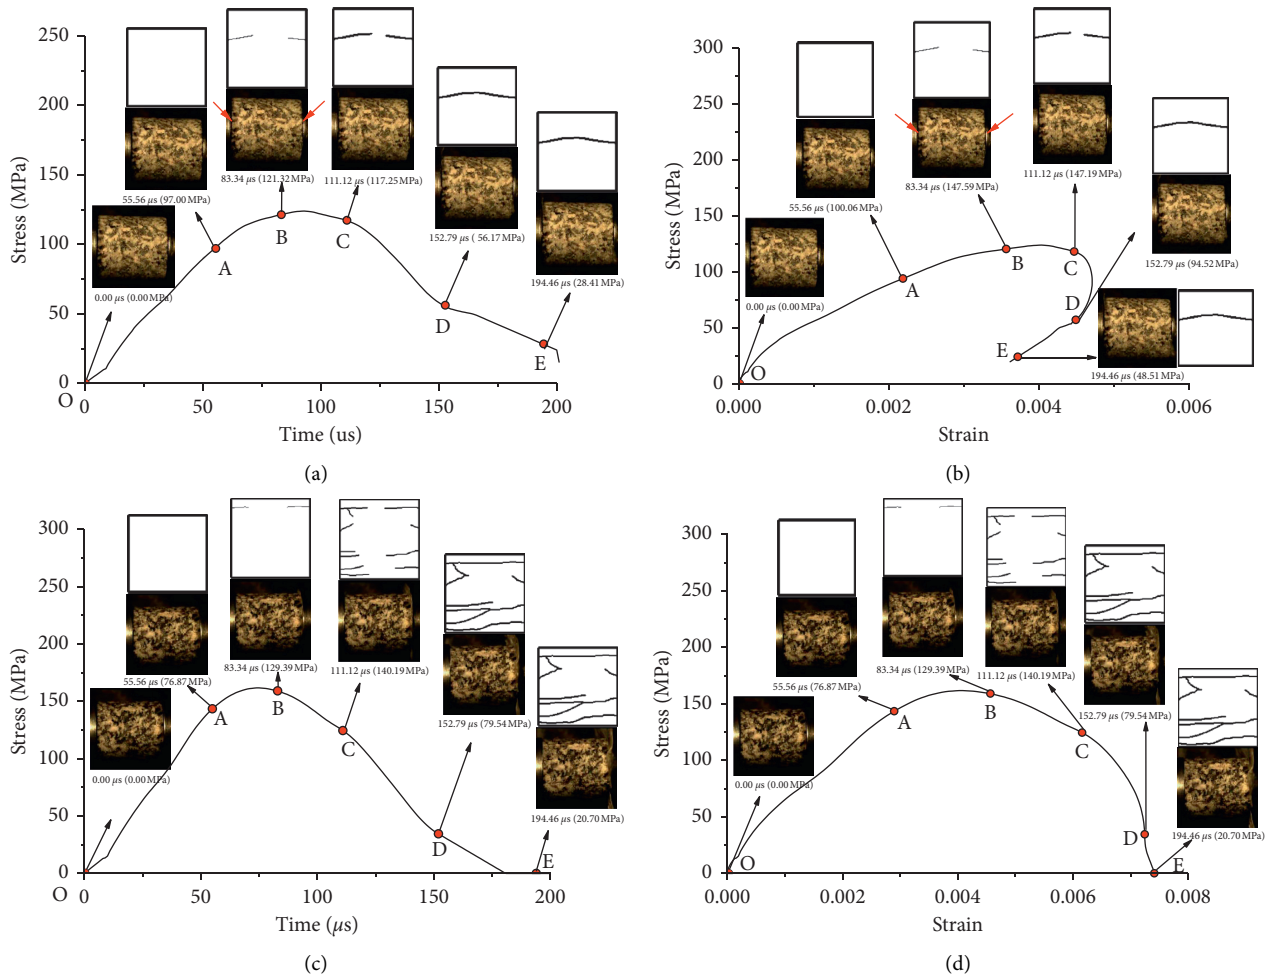 250
200
150
100
50
0
Stress (MPa)
55.56 μs (97.00 MPa)
83.34 μs (121.32 MPa)
111.12 μs (117.25 MPa)
152.79 μs ( 56.17 MPa)
194.46 μs (28.41 MPa)
0.00 μs (0.00 MPa)
A
B
C
D
E
O
0
50
100
150
200
Time (us)
(a)
300
250
200
150
100
50
0
Stress (MPa)
55.56 μs (100.06 MPa)
83.34 μs (147.59 MPa)
111.12 μs (147.19 MPa)
152.79 μs (94.52 MPa)
194.46 μs (48.51 MPa)
0.00 μs (0.00 MPa)
A
B
C
D
E
O
0.000
0.002
0.004
0.006
Strain
(b)
300
250
200
150
100
50
0
Stress (MPa)
55.56 μs (76.87 MPa)
83.34 μs (129.39 MPa)
111.12 μs (140.19 MPa)
152.79 μs (79.54 MPa)
194.46 μs (20.70 MPa)
0.00 μs (0.00 MPa)
A
B
C
D
E
O
0
50
100
150
200
Time (μs)
(c)
300
250
200
150
100
50
0
Stress (MPa)
55.56 μs (76.87 MPa)
83.34 μs (129.39 MPa)
111.12 μs (140.19 MPa)
152.79 μs (79.54 MPa)
194.46 μs (20.70 MPa)
0.00 μs (0.00 MPa)
A
B
C
D
E
O
0.000
0.002
0.004
0.006
0.008
Strain
(d)